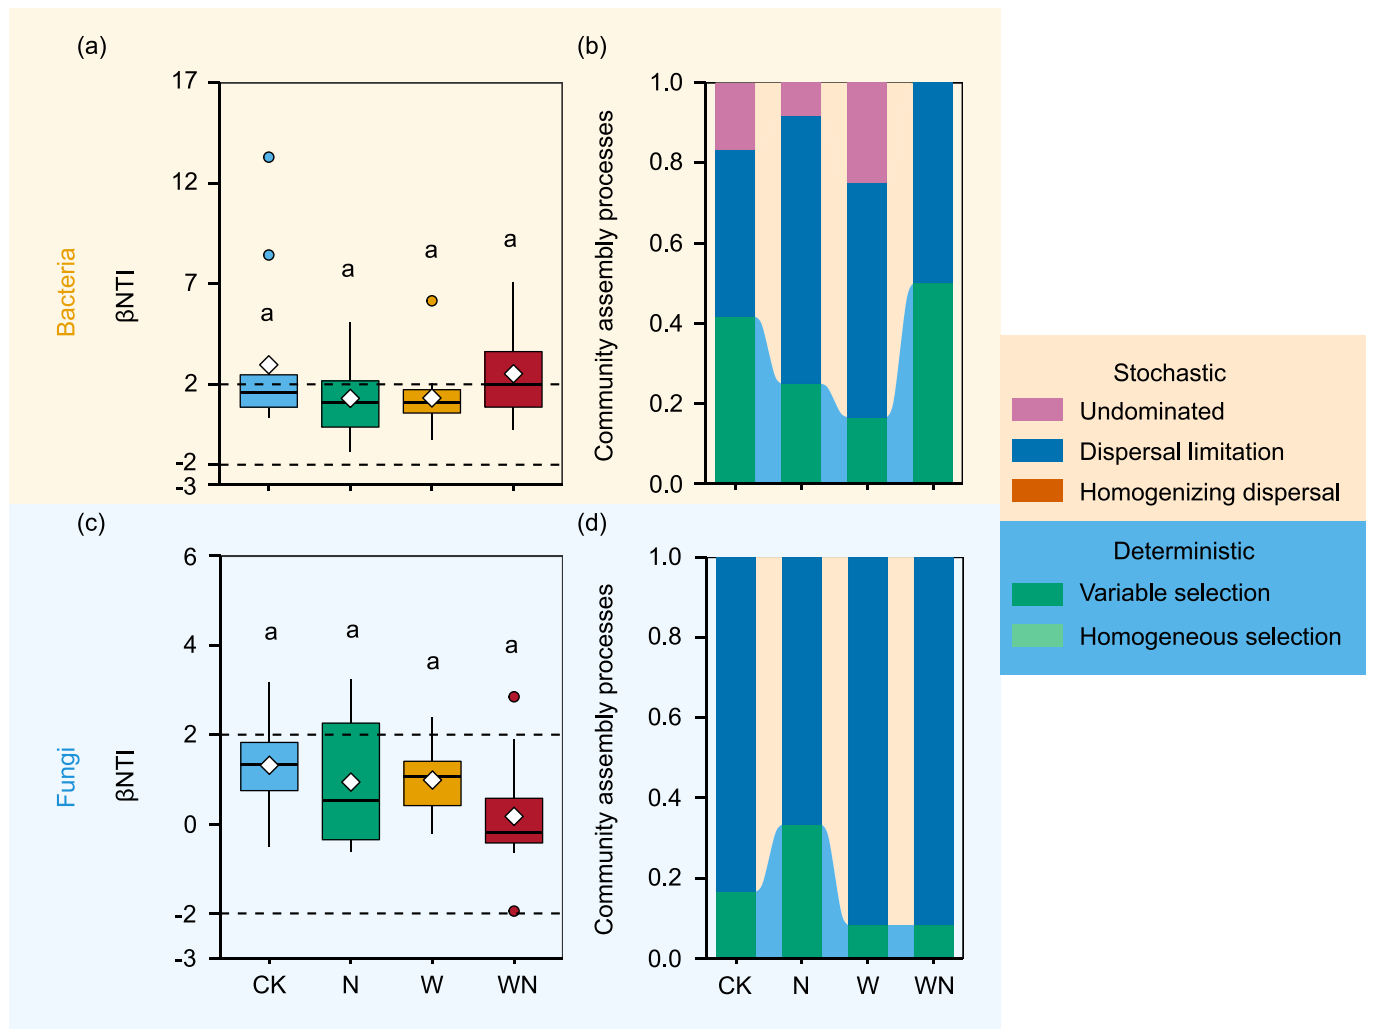 (a)
(b)
17
12
7
2
-2
-3
Bacteria
βNTI
a
a
a
a
Community assembly processes
1.0
0.8
0.6
0.4
0.2
0.0
Stochastic
Undominated
Dispersal limitation
Homogenizing dispersal
Deterministic
Variable selection
Homogeneous selection
(c)
(d)
6
4
2
0
-2
-3
Fungi
βNTI
a
a
a
a
CK N W WN
Community assembly processes
1.0
0.8
0.6
0.4
0.2
0.0
CK N W WN